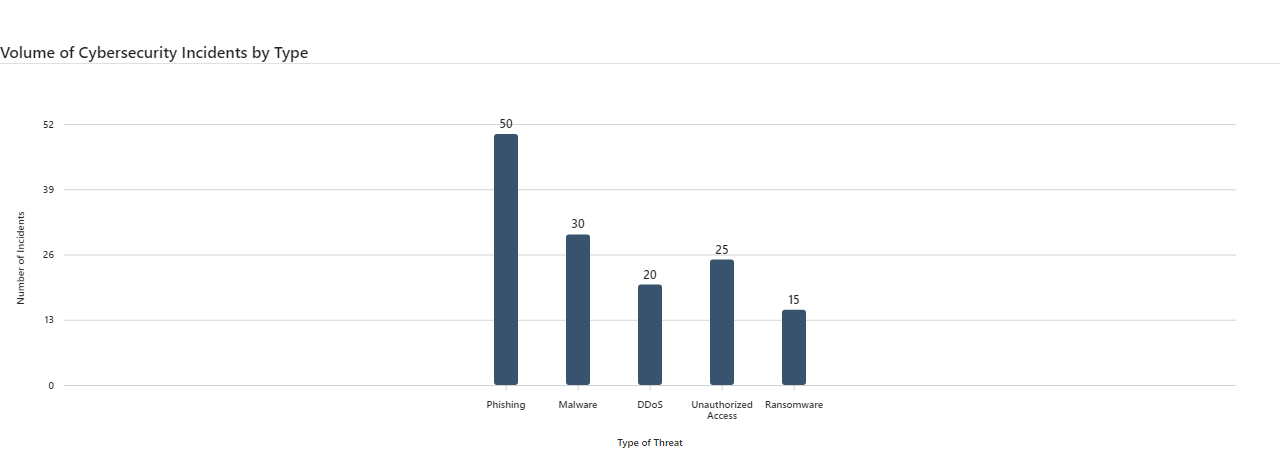 Volume of Cybersecurity Incidents by Type
52
39
26
13
0
Number of Incidents
50
30
20
25
15
Phishing
Malware
DDoS
Unauthorized
Access
Ransomware
Type of Threat